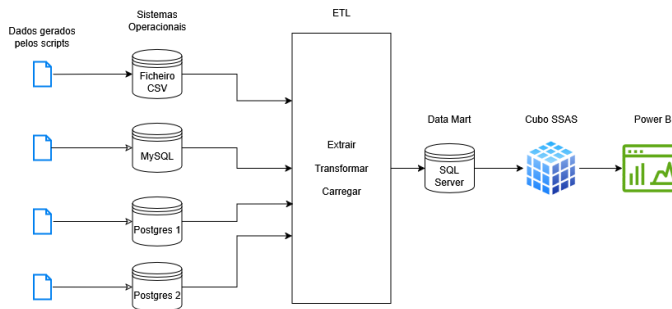 Dados gerados
pelos scripts
Sistemas
Operacionais
ETL
Ficheiro
CSV
MySQL
Postgres 1
Postgres 2
Extrair
Transformar
Carregar
Data Mart
SQL
Server
Cubo SSAS
Power B